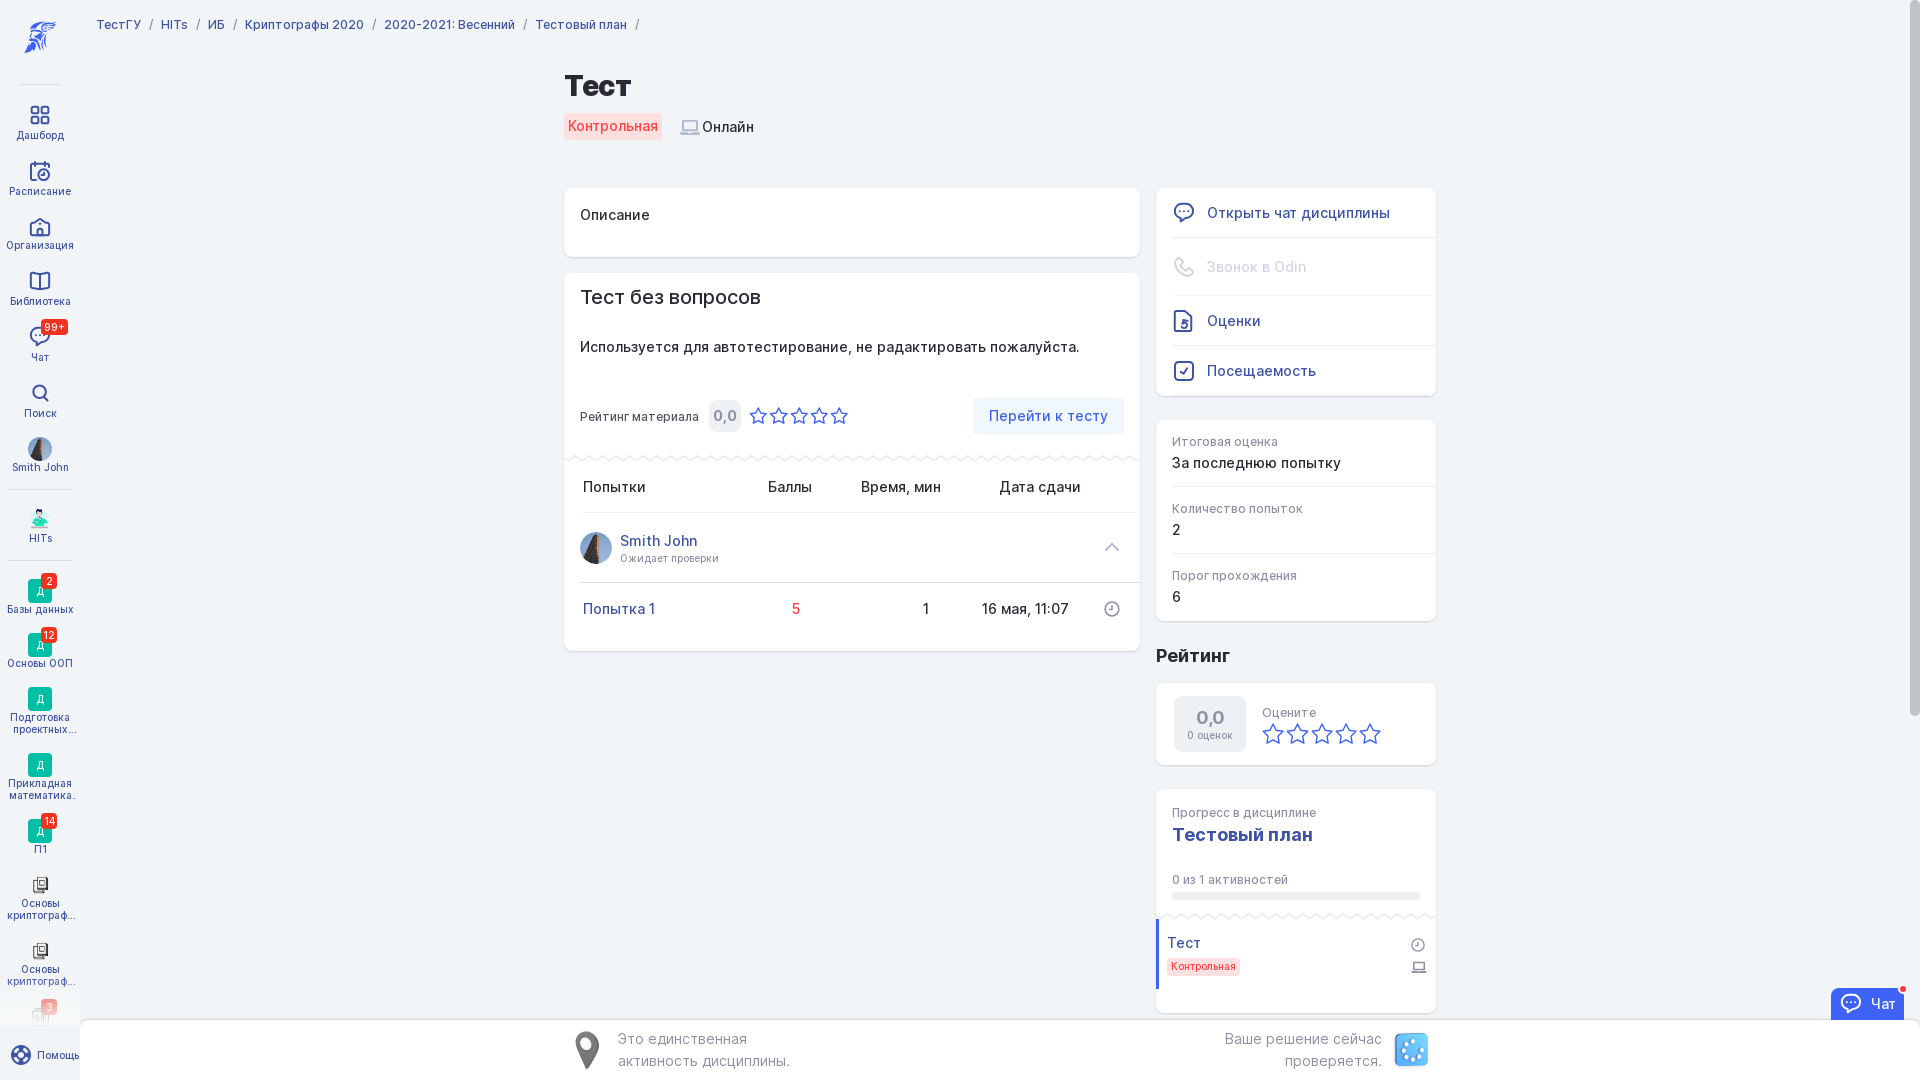 ТестГУ / HITs / ИБ / Криптографы 2020 / 2020-2021: Весенний / Тестовый план /
Дашборд
Расписание
Организация
Библиотека
99+
Чат
Поиск
Smith John
HITs
2
Д
Базы данных
12
Д
Основы ООП
Д
Подготовка
проектных...
Д
Прикладная
математика.
14
Д
П1
Основы
криптограф...
Основы
криптограф...
3
Помощь
Тест
Контрольная
Онлайн
Описание
Тест без вопросов
Используется для автотестирование, не радактировать пожалуйста.
Рейтинг материала 0,0
Перейти к тесту
Попытки Баллы Время, мин Дата сдачи
Smith John
Ожидает проверки
Попытка 1 5 1 16 мая, 11:07
Открыть чат дисциплины
Звонок в Odin
5
Оценки
Посещаемость
Итоговая оценка
За последнюю попытку
Количество попыток
2
Порог прохождения
6
Рейтинг
0,0
0 оценок
Оцените
Прогресс в дисциплине
Тестовый план
0 из 1 активностей
Тест
Контрольная
Чат
Это единственная
активность дисциплины.
Ваше решение сейчас
проверяется.